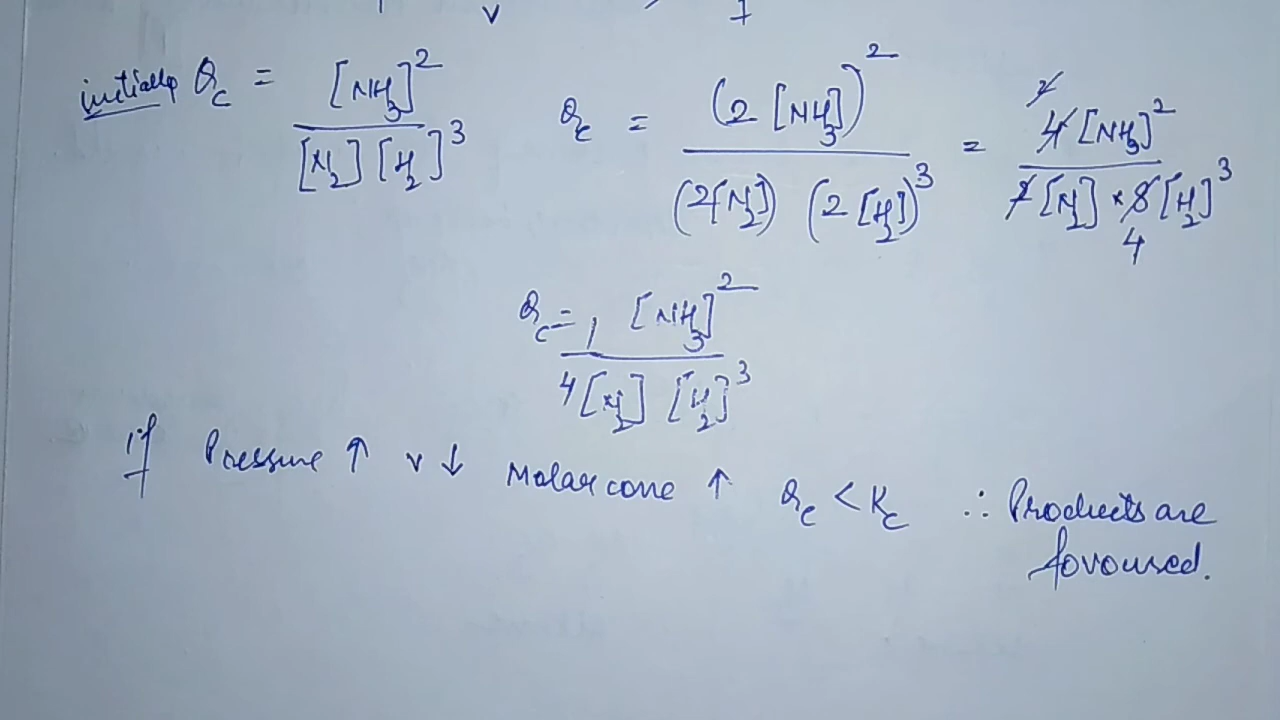 initially Qc = [NH3]^2 / [N2] [H2]^3
Qc = (2 [NH3])^2 / (2[N2]) (2 [H2])^3 = 4 [NH3]^2 / 2 [N2] × 8 [H2]^3
4
Qc = 1 [NH3]^2 / 4 [N2] [H2]^3
if Pressure ↑ v ↓ Molar conc ↑ Qc < Kc ∴ Products are
favoured.